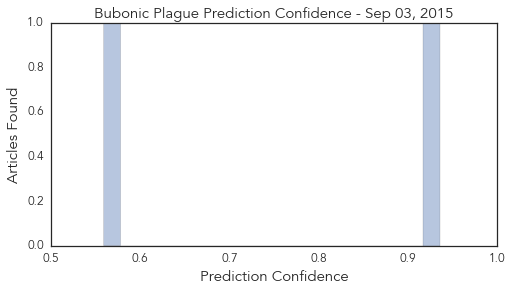 Bubonic Plague Prediction Confidence - Sep 03, 2015
Articles Found
1.0
0.8
0.6
0.4
0.2
0.0
0.5 0.6 0.7 0.8 0.9 1.0
Prediction Confidence